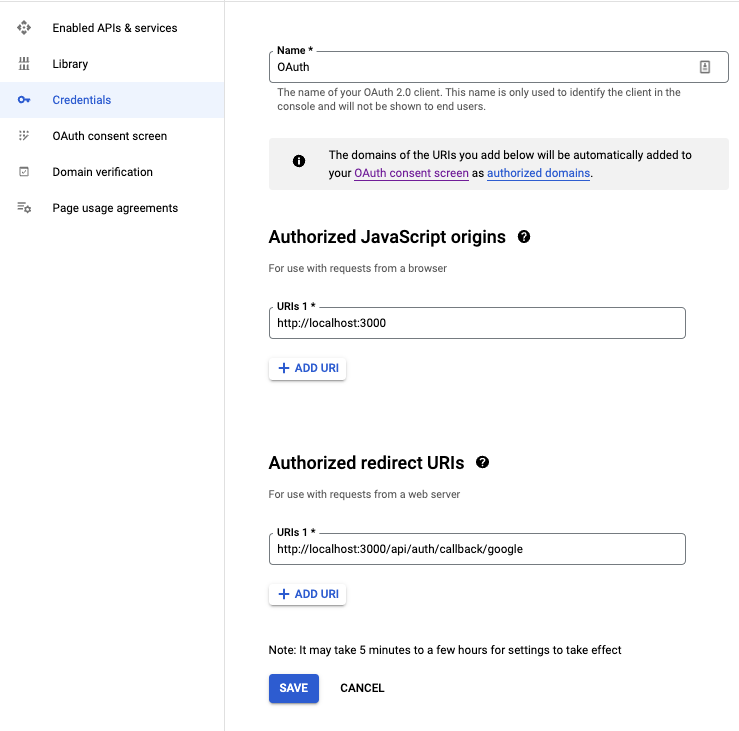 Enabled APIs & services
Library
Credentials
OAuth consent screen
Domain verification
Page usage agreements
Name *
OAuth
The name of your OAuth 2.0 client. This name is only used to identify the client in the
console and will not be shown to end users.
The domains of the URIs you add below will be automatically added to
your OAuth consent screen as authorized domains.
Authorized JavaScript origins
For use with requests from a browser
URIs 1 *
http://localhost:3000
ADD URI
Authorized redirect URIs
For use with requests from a web server
URIs 1 *
http://localhost:3000/api/auth/callback/google
ADD URI
Note: It may take 5 minutes to a few hours for settings to take effect
SAVE CANCEL